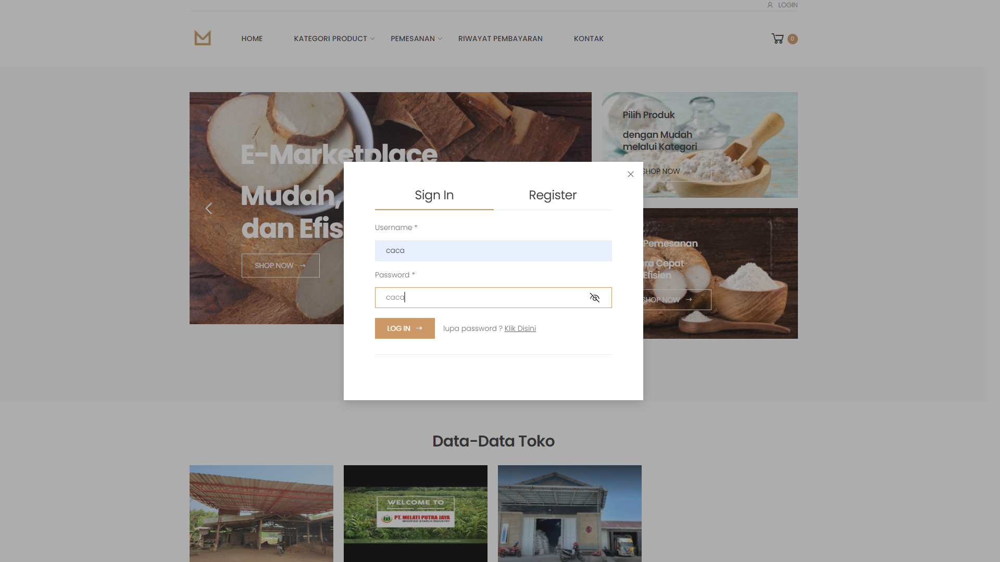 LOGIN
HOME
KATEGORI PRODUCT
PEMESANAN
RIWAYAT PEMBAYARAN
KONTAK
0
E-Marketplace
Mudah,
dan Efis
SHOP NOW
Pilih Produk
dengan Mudah
melalui Kategori
SHOP NOW
Pemesanan
ra Cepat
Efisien
SHOP NOW
Sign In
Register
Username *
caca
Password *
caca
LOG IN
lupa password ? Klik Disini
Data-Data Toko
WELCOME TO
PT. MELATI PUTRA JAYA
MODIFIED STARCH INDUSTRY